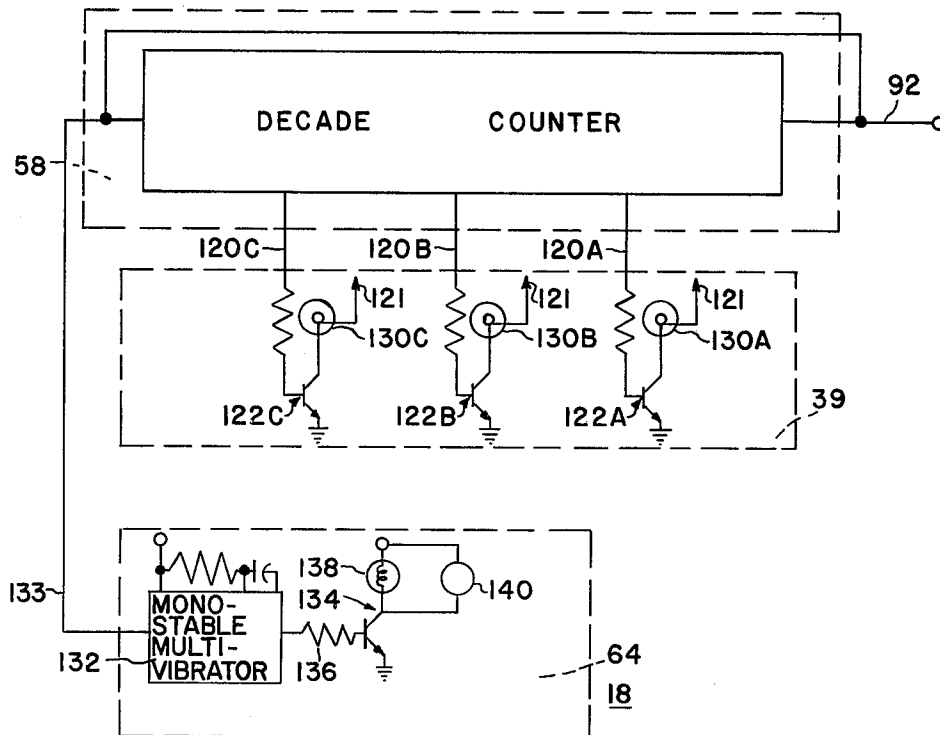 92
DECADE COUNTER
58
120C 120B 120A
121 121 121
130C 130B 130A
122C 122B 122A
39
138
140
133
134
MONO-
STABLE
MULTI-
VIBRATOR
132
136
64
18